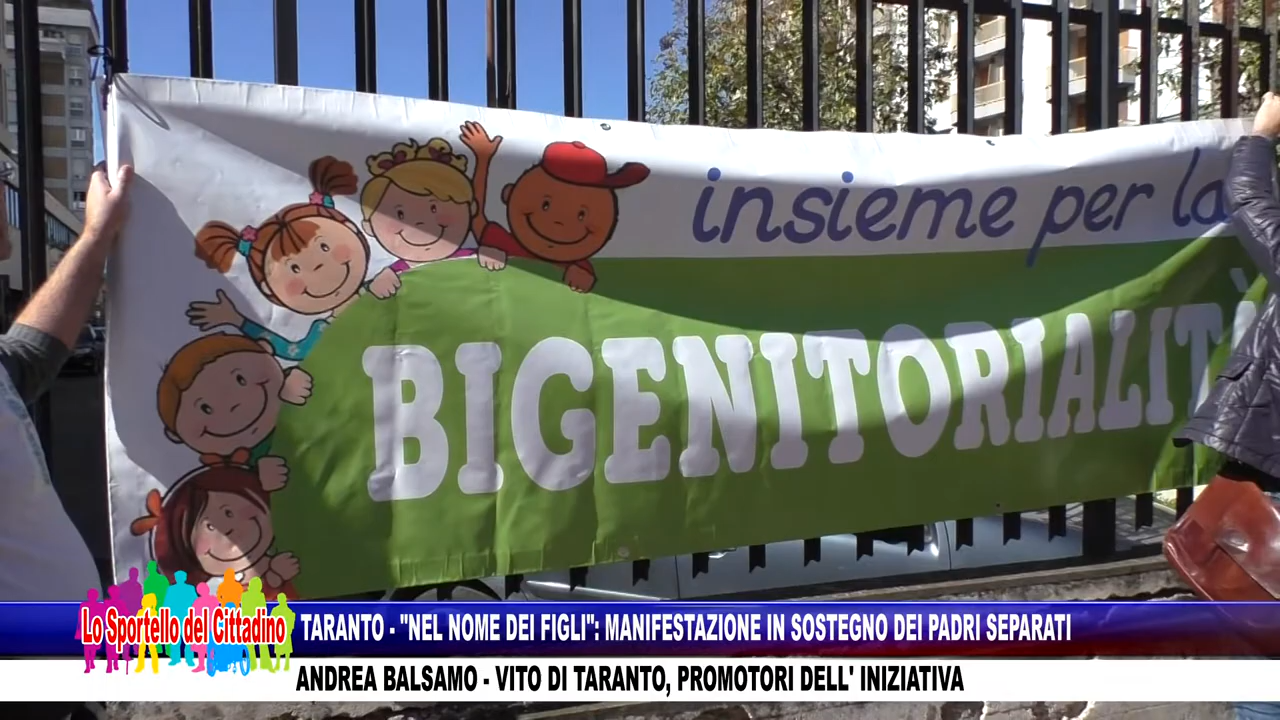 insieme per la
BIGENITORIALITÀ
Lo Sportello del Cittadino
TARANTO - "NEL NOME DEI FIGLI": MANIFESTAZIONE IN SOSTEGNO DEI PADRI SEPARATI
ANDREA BALSAMO - VITO DI TARANTO, PROMOTORI DELL' INIZIATIVA